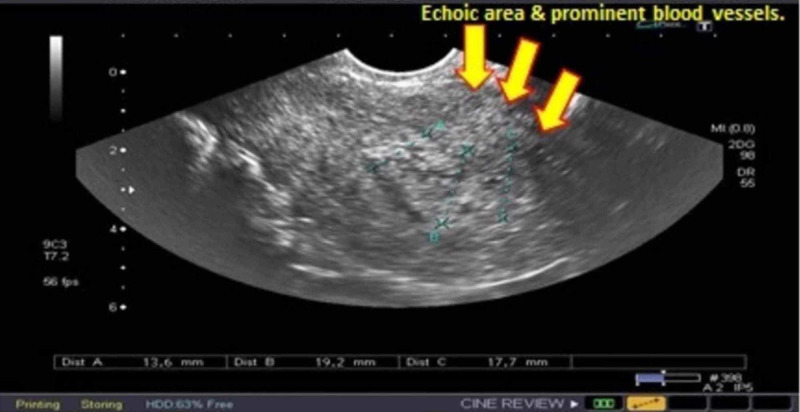 Echoic area & prominent blood vessels.
T
0
MI (0.8)
2
2DG
98
DR
55
4
9C3
T7.2
56 fps
6
A
B
C
Dist A 13,6 mm Dist B 19,2 mm Dist C 17,7 mm
#398
A 2 IP5
Printing Storing HDD:63% Free CINE REVIEW